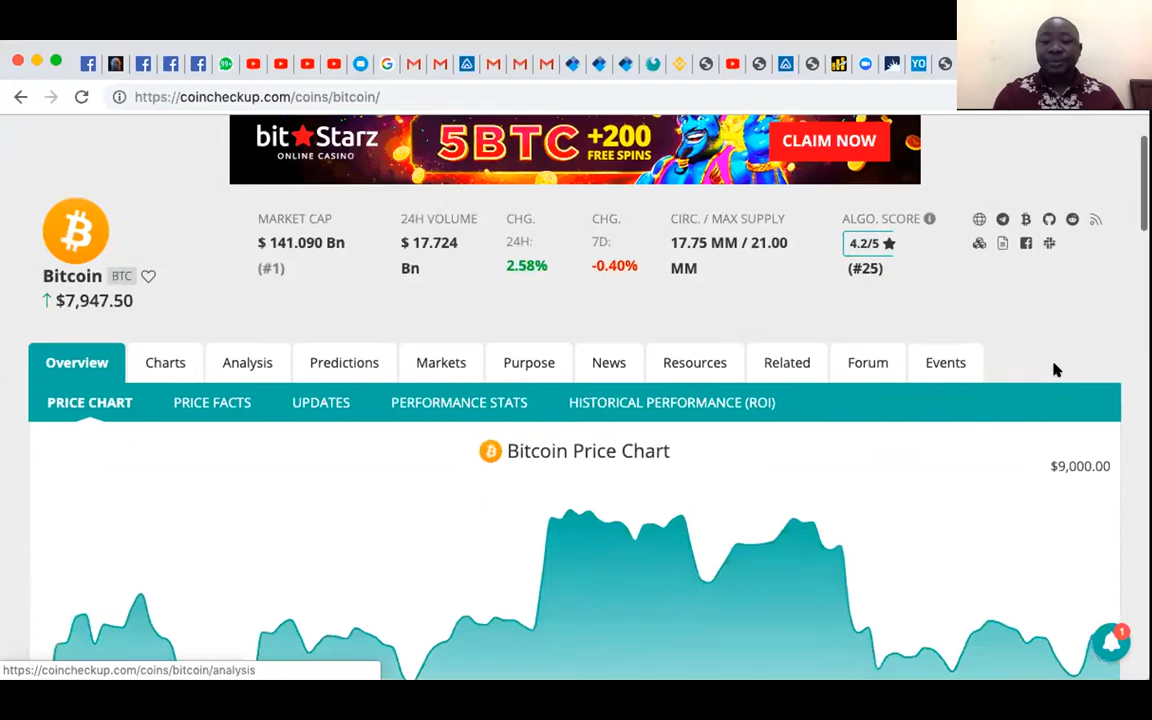 99+
YO
https://coincheckup.com/coins/bitcoin/
bitStarz
ONLINE CASINO
5BTC +200 FREE SPINS
CLAIM NOW
Bitcoin BTC
$7,947.50
MARKET CAP
$ 141.090 Bn
(#1)
24H VOLUME
$ 17.724
Bn
CHG.
24H:
2.58%
CHG.
7D:
-0.40%
CIRC. / MAX SUPPLY
17.75 MM / 21.00
MM
ALGO. SCORE
4.2/5
(#25)
Overview Charts Analysis Predictions Markets Purpose News Resources Related Forum Events
PRICE CHART PRICE FACTS UPDATES PERFORMANCE STATS HISTORICAL PERFORMANCE (ROI)
Bitcoin Price Chart
$9,000.00
1
https://coincheckup.com/coins/bitcoin/analysis